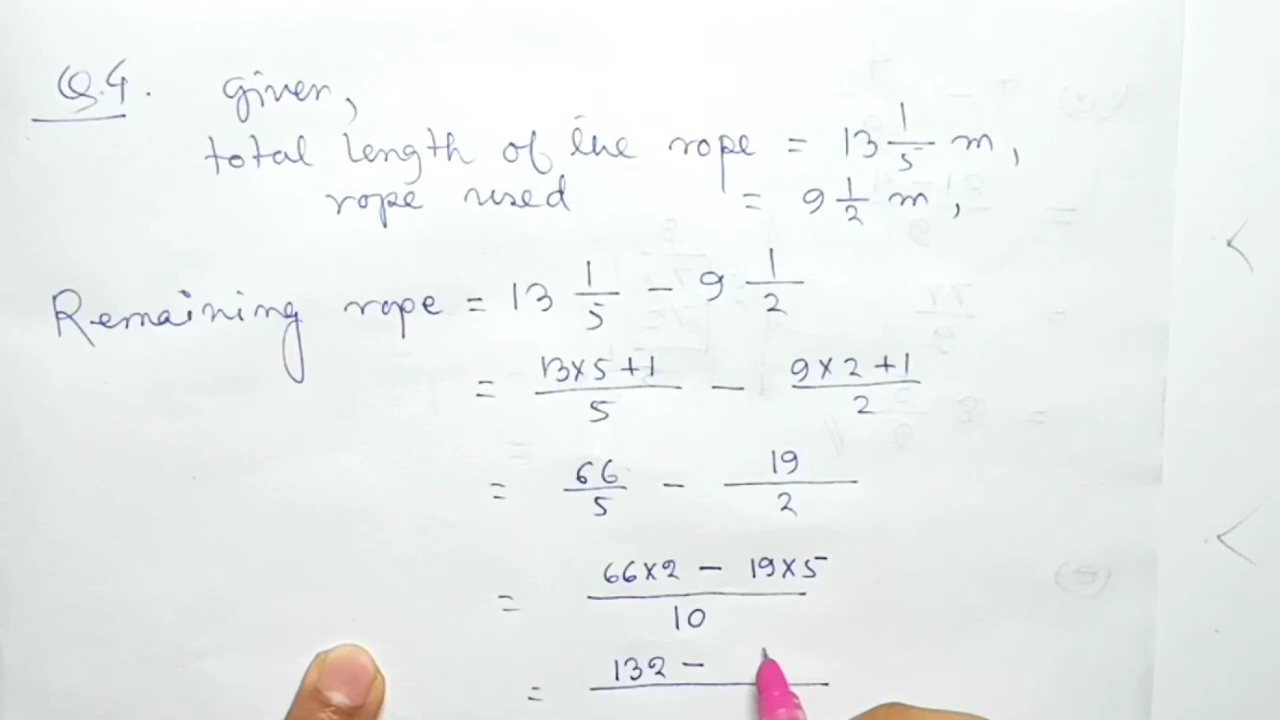 Q.4. given,
total length of the rope = 13 1/5 m,
rope used = 9 1/2 m,
Remaining rope = 13 1/5 - 9 1/2
= 13×5+1/5 - 9×2+1/2
= 66/5 - 19/2
= 66×2 - 19×5/10
= 132 -